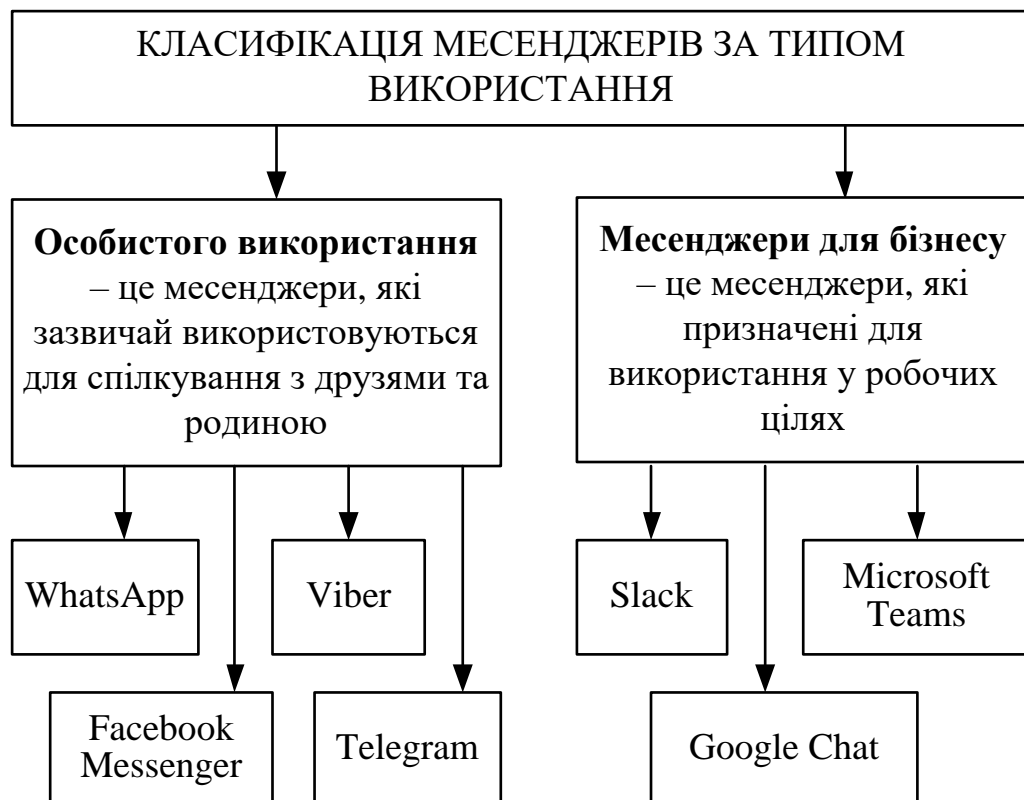 КЛАСИФІКАЦІЯ МЕСЕНДЖЕРІВ ЗА ТИПОМ
ВИКОРИСТАННЯ
Особистого використання
– це месенджери, які
зазвичай використовуються
для спілкування з друзями та
родиною
Месенджери для бізнесу
– це месенджери, які
призначені для
використання у робочих
цілях
WhatsApp
Viber
Slack
Microsoft
Teams
Facebook
Messenger
Telegram
Google Chat